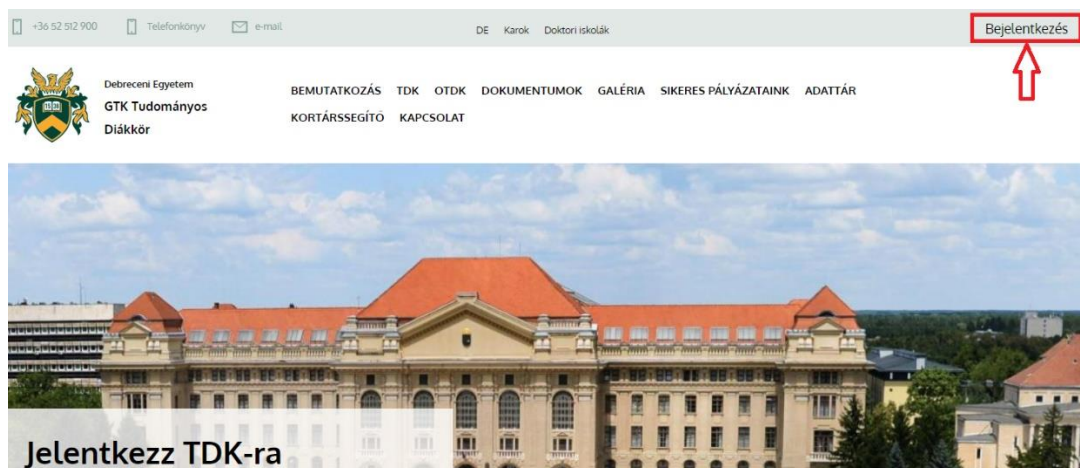 +36 52 512 900 Telefonkönyv e-mail DE Karok Doktori iskolák Bejelentkezés
Debreceni Egyetem
GTK Tudományos
Diákkör
BEMUTATKOZÁS TDK OTDK DOKUMENTUMOK GALÉRIA SIKERES PÁLYÁZATAINK ADATTÁR
KORTÁRSSEGÍTŐ KAPCSOLAT
Jelentkezz TDK-ra